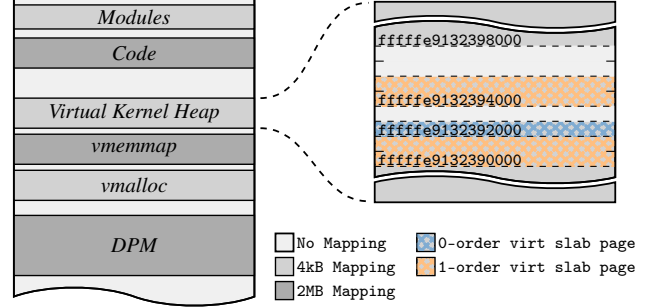 Modules
Code
Virtual Kernel Heap
vmemmap
vmalloc
DPM
fffffe9132398000
fffffe9132394000
fffffe9132392000
fffffe9132390000
No Mapping
4kB Mapping
2MB Mapping
0-order virt slab page
1-order virt slab page